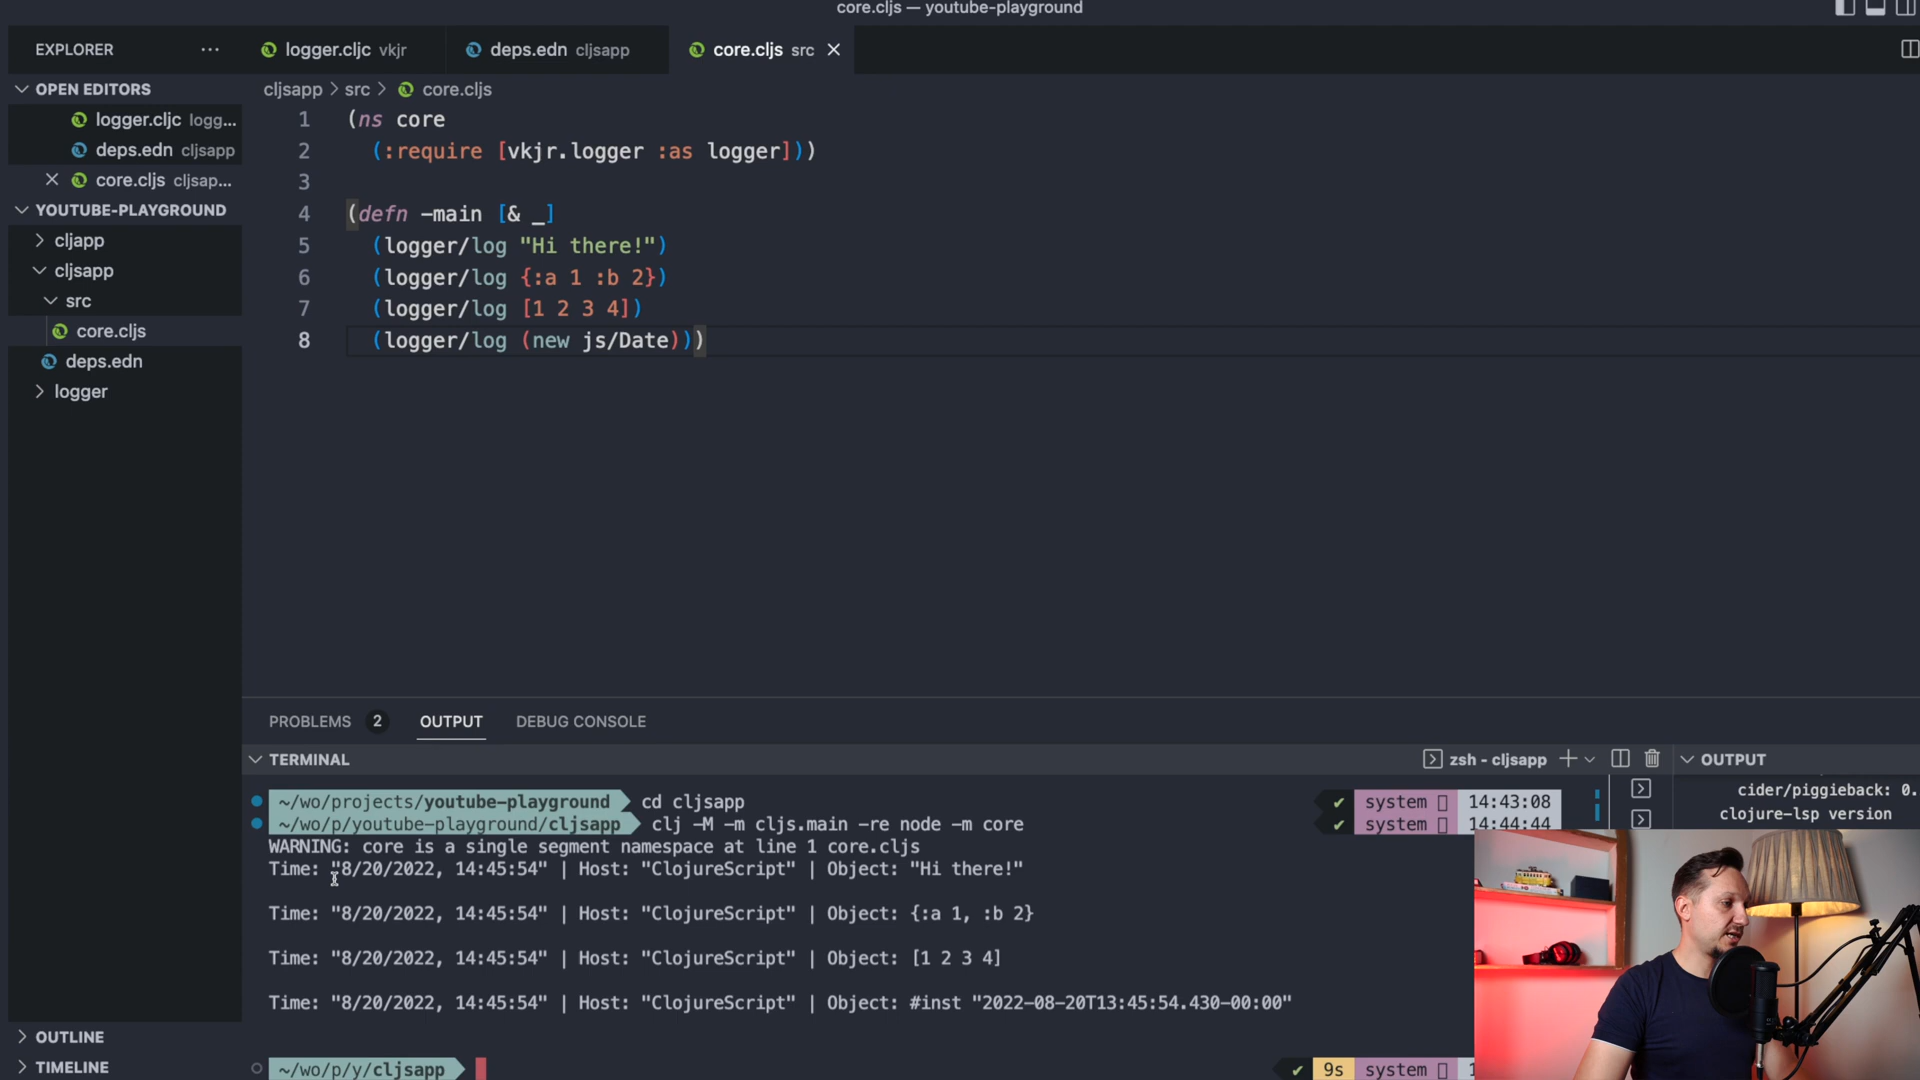 core.cljs — youtube-playground
EXPLORER
logger.cljc vkjr
deps.edn cljsapp
core.cljs src
OPEN EDITORS
logger.cljc logg...
deps.edn cljsapp
core.cljs cljsap...
YOUTUBE-PLAYGROUND
cljapp
cljsapp
src
core.cljs
deps.edn
logger
OUTLINE
TIMELINE
cljsapp > src > core.cljs
1 (ns core
2 (:require [vkjr.logger :as logger]))
3
4 (defn -main [& _]
5 (logger/log "Hi there!")
6 (logger/log {:a 1 :b 2})
7 (logger/log [1 2 3 4])
8 (logger/log (new js/Date)))
PROBLEMS 2 OUTPUT DEBUG CONSOLE
TERMINAL
zsh - cljsapp
~/wo/projects/youtube-playground cd cljsapp
system 14:43:08
~/wo/p/youtube-playground/cljsapp clj -M -m cljs.main -re node -m core
system 14:44:44
WARNING: core is a single segment namespace at line 1 core.cljs
Time: "8/20/2022, 14:45:54" | Host: "ClojureScript" | Object: "Hi there!"
Time: "8/20/2022, 14:45:54" | Host: "ClojureScript" | Object: {:a 1, :b 2}
Time: "8/20/2022, 14:45:54" | Host: "ClojureScript" | Object: [1 2 3 4]
Time: "8/20/2022, 14:45:54" | Host: "ClojureScript" | Object: #inst "2022-08-20T13:45:54.430-00:00"
~/wo/p/y/cljsapp
9s system 1
OUTPUT
cider/piggieback: 0.
clojure-lsp version